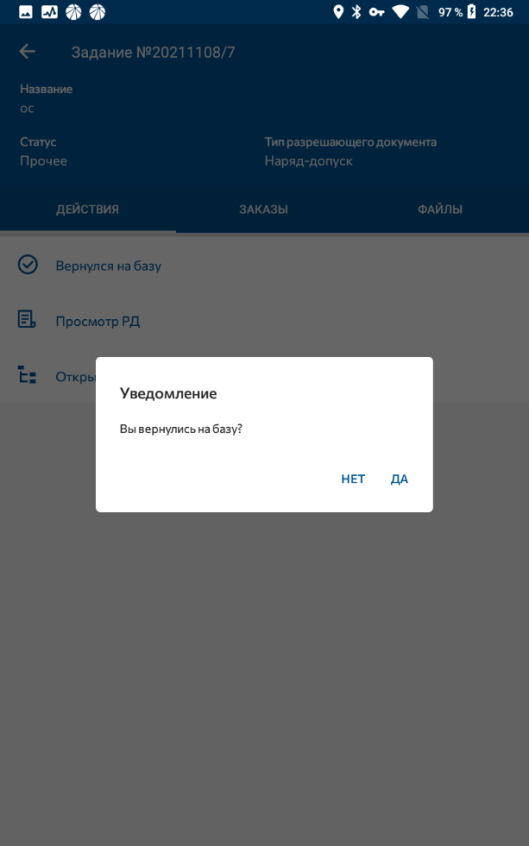 97 % 22:36
Задание №20211108/7
Название
ос
Статус Тип разрешающего документа
Прочее Наряд-допуск
ДЕЙСТВИЯ ЗАКАЗЫ ФАЙЛЫ
Вернулся на базу
Просмотр РД
Откры
Уведомление
Вы вернулись на базу?
НЕТ ДА